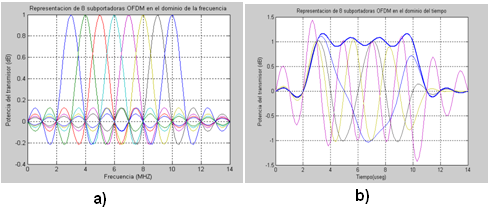 Representacion de 8 subportadoras OFDM en el dominio de la frecuencia
Potencia del transmisor (dB)
1
0.8
0.6
0.4
0.2
0
-0.2
-0.4
0 2 4 6 8 10 12 14
Frecuencia (MHZ)
a)
Representacion de 8 subportadoras OFDM en el dominio del tiempo
Potencia del transmisor (dB)
1.5
1
0.5
0
-0.5
-1
-1.5
0 2 4 6 8 10 12 14
Tiempo(useg)
b)